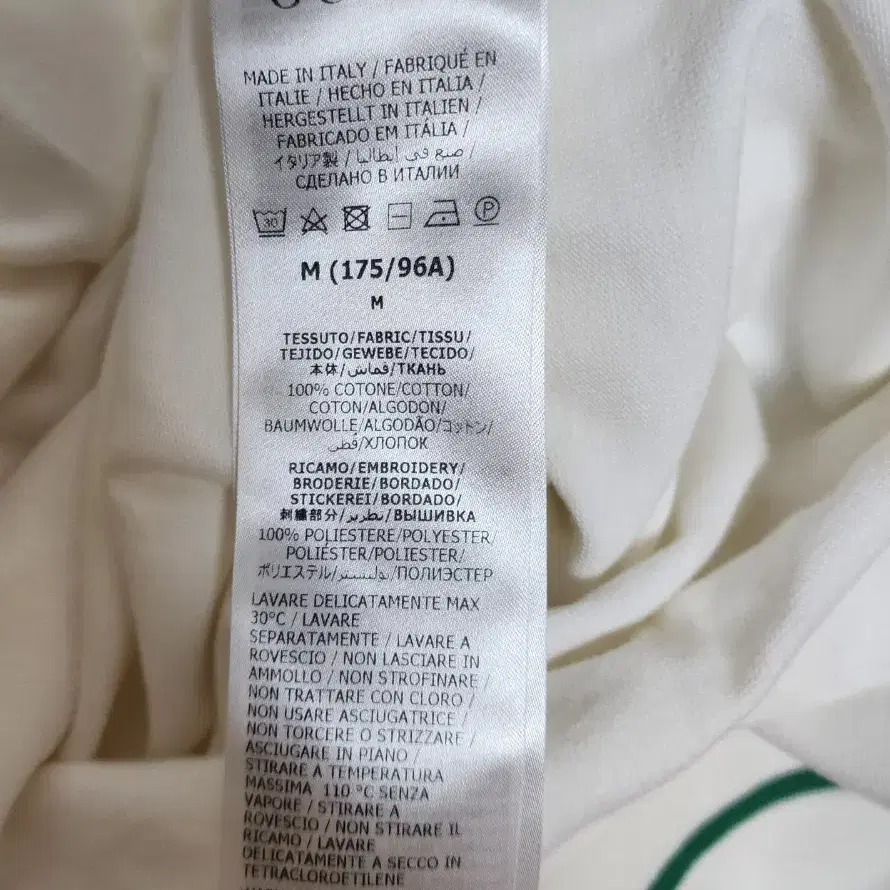 MADE IN ITALY / FABRIQUÉ EN
ITALIE / HECHO EN ITALIA /
HERGESTELLT IN ITALIEN /
FABRICADO EM ITÁLIA /
イタリア製 / صنع في ايطاليا /
СДЕЛАНО В ИТАЛИИ
30 P
M (175/96A)
M
TESSUTO/FABRIC/TISSU/
TEJIDO/GEWEBE/TECIDO/
本体/قماش/ТКАНЬ
100% COTONE/COTTON/
COTON/ALGODÓN/
BAUMWOLLE/ALGODÃO/コットン/
قطن/ХЛОПОК
RICAMO/EMBROIDERY/
BRODERIE/BORDADO/
STICKEREI/BORDADO/
刺繍部分/تطريز/ВЫШИВКА
100% POLIESTERE/POLYESTER/
POLIÉSTER/POLIESTER/
ポリエステル/بوليستر/ПОЛИЭСТЕР
LAVARE DELICATAMENTE MAX
30°C / LAVARE
SEPARATAMENTE / LAVARE A
ROVESCIO / NON LASCIARE IN
AMMOLLO / NON STROFINARE /
NON TRATTARE CON CLORO /
NON USARE ASCIUGATRICE /
NON TORCERE O STRIZZARE /
ASCIUGARE IN PIANO /
STIRARE A TEMPERATURA
MASSIMA 110 °C SENZA
VAPORE / STIRARE A
ROVESCIO / NON STIRARE IL
RICAMO / LAVARE
DELICATAMENTE A SECCO IN
TETRACLOROETILENE